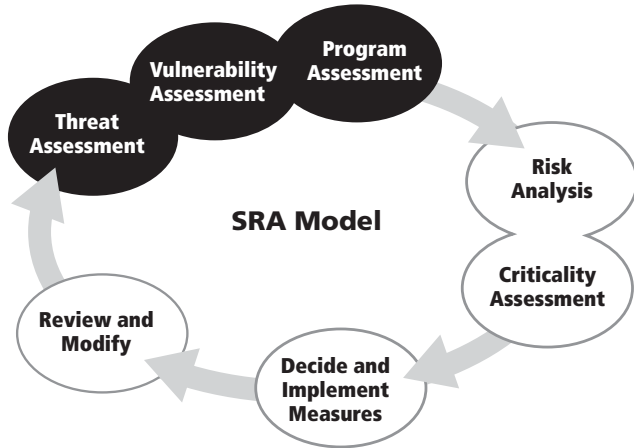 Program
Assessment
Vulnerability
Assessment
Threat
Assessment
Risk
Analysis
SRA Model
Criticality
Assessment
Review and
Modify
Decide and
Implement
Measures